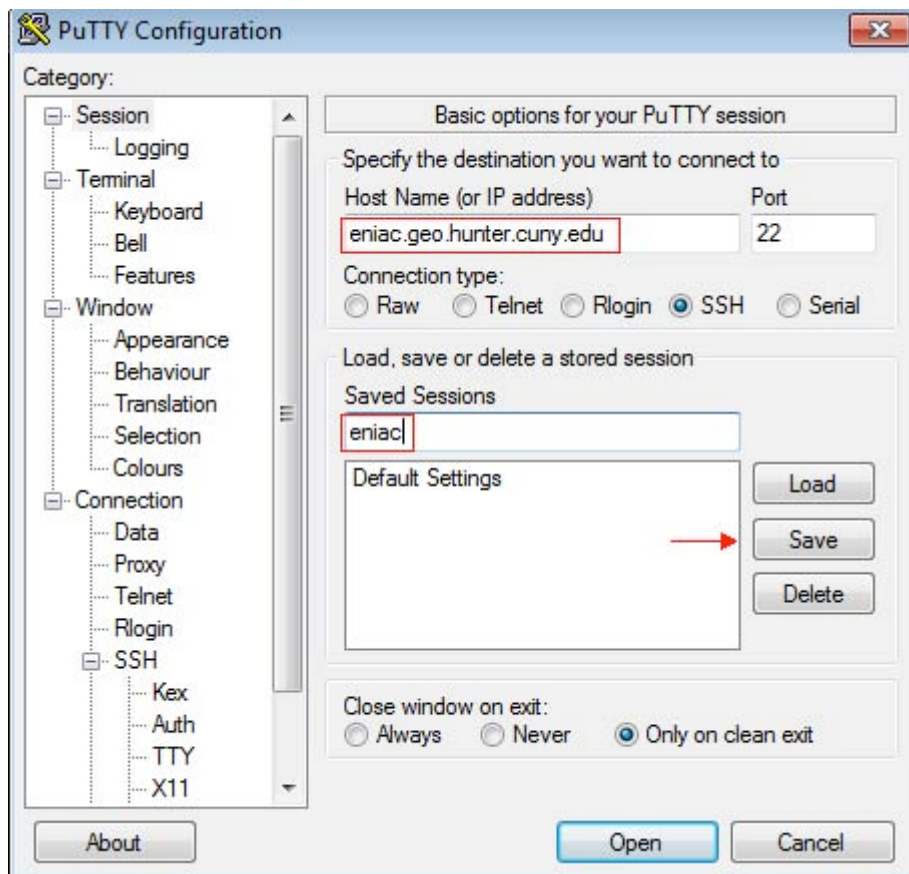 PuTTY Configuration
Category:
Session
Logging
Terminal
Keyboard
Bell
Features
Window
Appearance
Behaviour
Translation
Selection
Colours
Connection
Data
Proxy
Telnet
Rlogin
SSH
Kex
Auth
TTY
X11
Basic options for your PuTTY session
Specify the destination you want to connect to
Host Name (or IP address) Port
eniac.geo.hunter.cuny.edu 22
Connection type:
Raw Telnet Rlogin SSH Serial
Load, save or delete a stored session
Saved Sessions
eniac
Default Settings
Load
Save
Delete
Close window on exit:
Always Never Only on clean exit
About Open Cancel